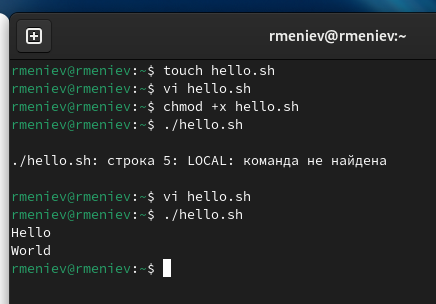 rmeniev@rmeniev:~
rmeniev@rmeniev:~$ touch hello.sh
rmeniev@rmeniev:~$ vi hello.sh
rmeniev@rmeniev:~$ chmod +x hello.sh
rmeniev@rmeniev:~$ ./hello.sh
./hello.sh: строка 5: LOCAL: команда не найдена
rmeniev@rmeniev:~$ vi hello.sh
rmeniev@rmeniev:~$ ./hello.sh
Hello
World
rmeniev@rmeniev:~$